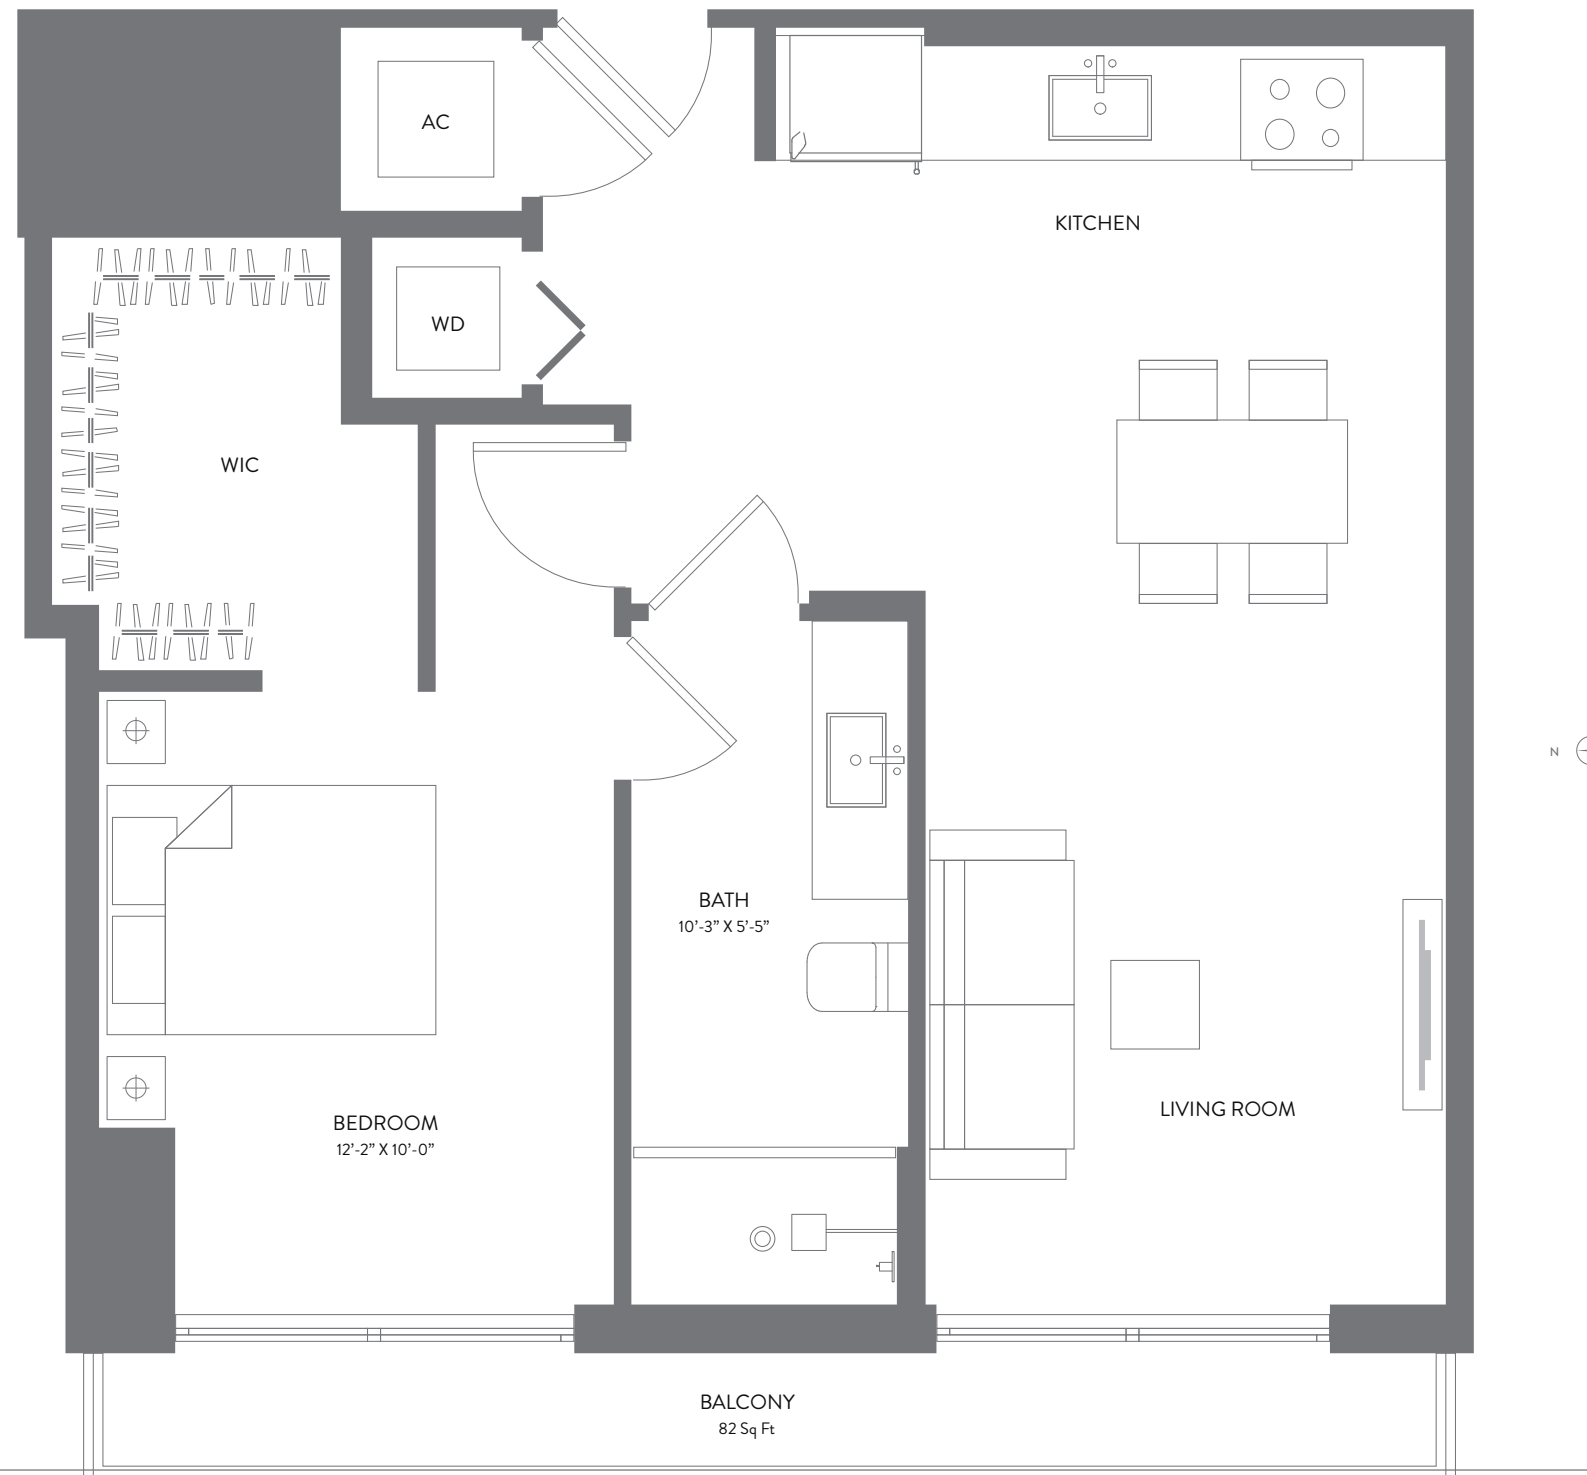 AC
KITCHEN
WD
WIC
N
BATH
10’-3” X 5’-5”
BEDROOM
12’-2” X 10’-0”
LIVING ROOM
BALCONY
82 Sq Ft